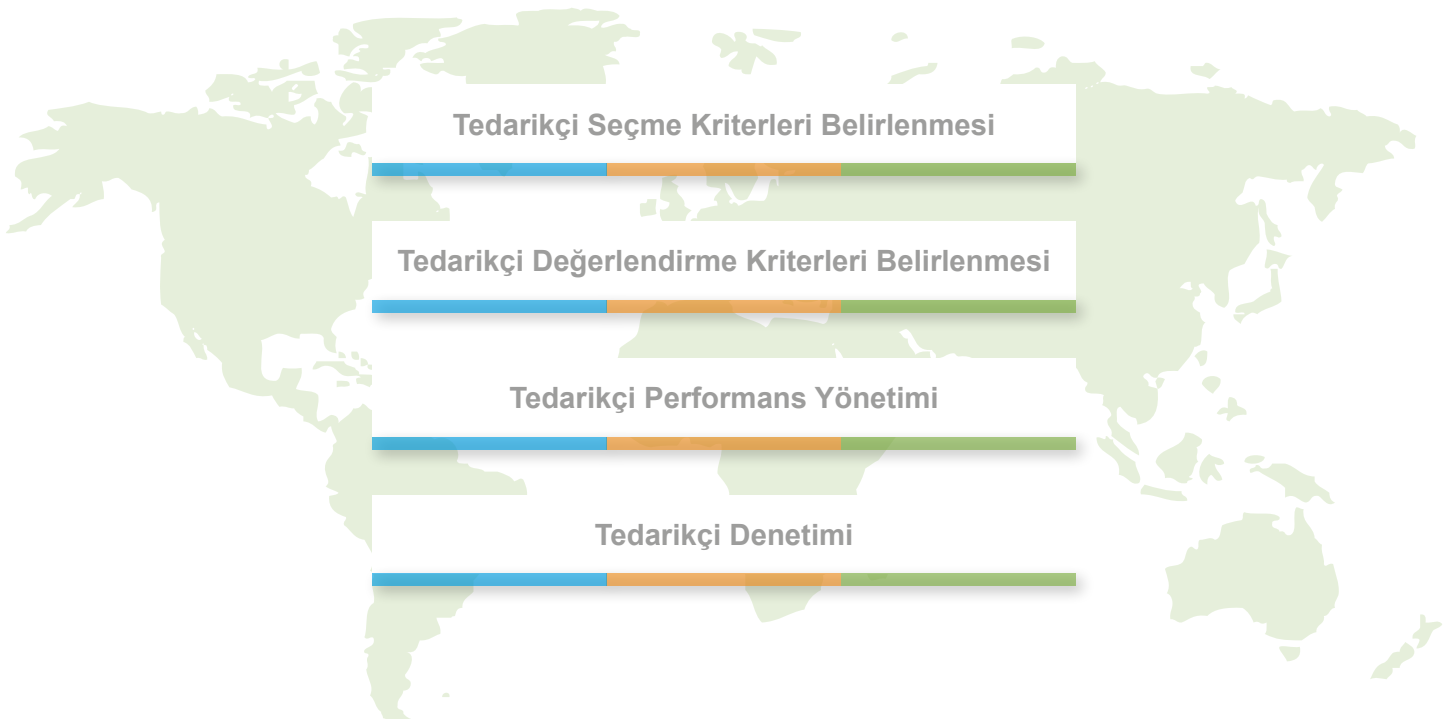 Tedarikçi Seçme Kriterleri Belirlenmesi
Tedarikçi Değerlendirme Kriterleri Belirlenmesi
Tedarikçi Performans Yönetimi
Tedarikçi Denetimi